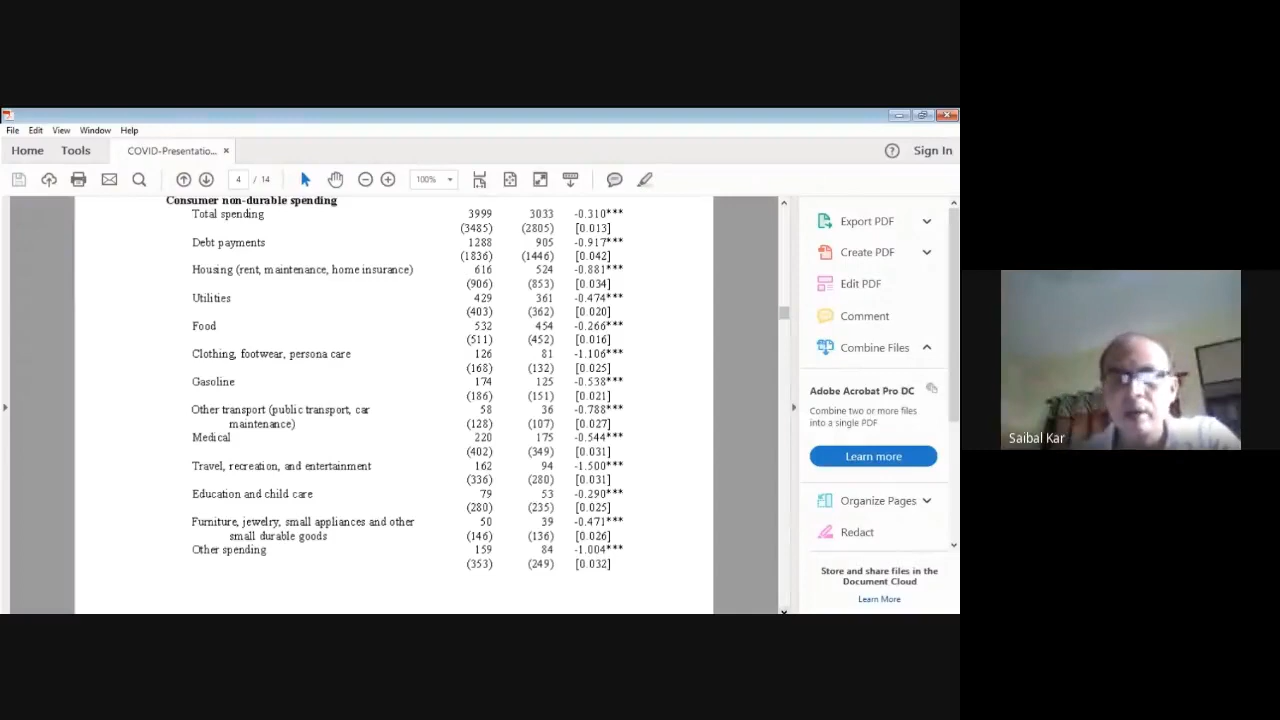 File Edit View Window Help
Home Tools COVID-Presentatio... × Sign In
4 / 14 100%
Consumer non-durable spending
Total spending 3999 3033 -0.310***
(3485) (2805) [0.013]
Debt payments 1288 905 -0.917***
(1836) (1446) [0.042]
Housing (rent, maintenance, home insurance) 616 524 -0.881***
(906) (853) [0.034]
Utilities 429 361 -0.474***
(403) (362) [0.020]
Food 532 454 -0.266***
(511) (452) [0.016]
Clothing, footwear, persona care 126 81 -1.106***
(168) (132) [0.025]
Gasoline 174 125 -0.538***
(186) (151) [0.021]
Other transport (public transport, car 58 36 -0.788***
maintenance) (128) (107) [0.027]
Medical 220 175 -0.544***
(402) (349) [0.031]
Travel, recreation, and entertainment 162 94 -1.500***
(336) (280) [0.031]
Education and child care 79 53 -0.290***
(280) (235) [0.025]
Furniture, jewelry, small appliances and other 50 39 -0.471***
small durable goods (146) (136) [0.026]
Other spending 159 84 -1.004***
(353) (249) [0.032]
Export PDF
Create PDF
Edit PDF
Comment
Combine Files
Adobe Acrobat Pro DC
Combine two or more files
into a single PDF
Learn more
Organize Pages
Redact
Store and share files in the
Document Cloud
Learn More
Saibal Kar